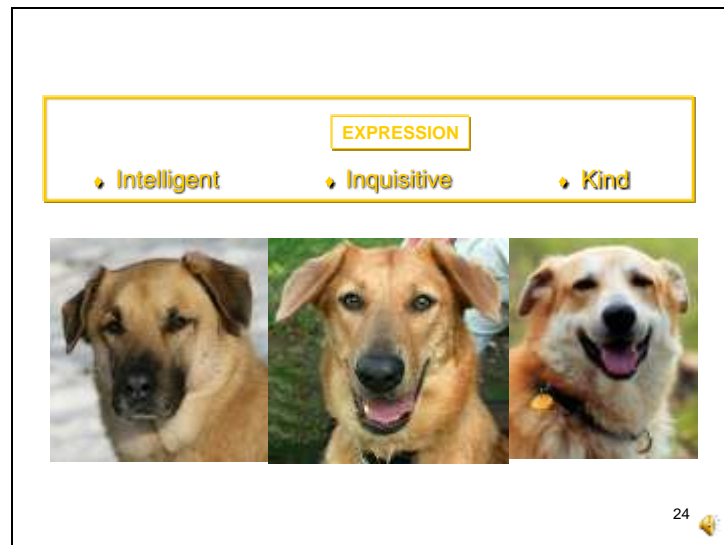 EXPRESSION
♦ Intelligent ♦ Inquisitive ♦ Kind
24